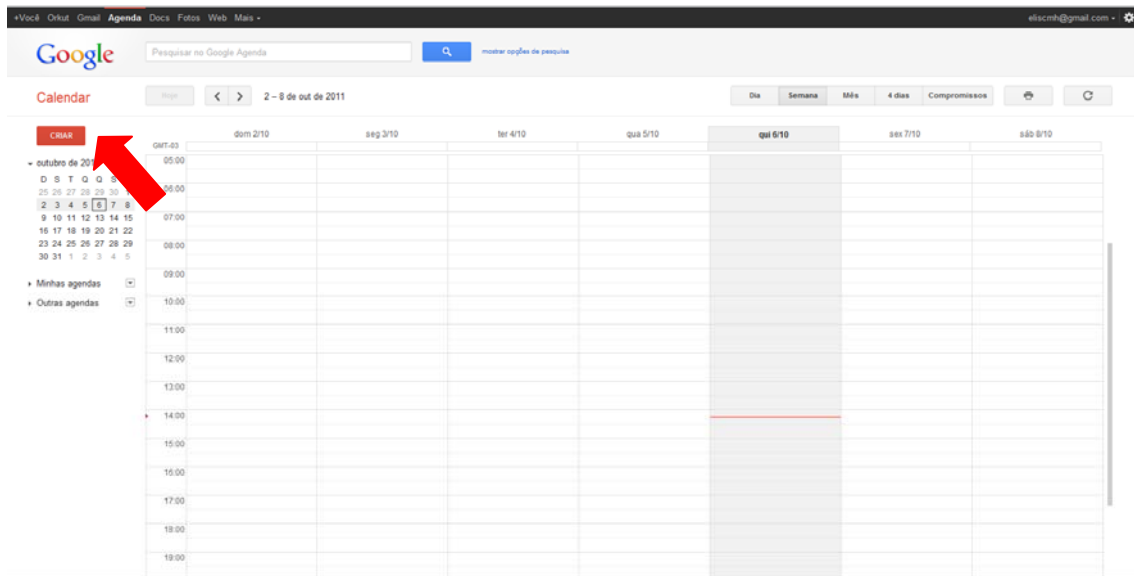 +Você Orkut Gmail Agenda Docs Fotos Web Mais
eliscmh@gmail.com
Google
Pesquisar no Google Agenda
mostrar opções de pesquisa
Calendar
Hoje
2 – 8 de out de 2011
Dia Semana Mês 4 dias Compromissos
CRIAR
outubro de 201
D S T Q Q S
25 26 27 28 29 30 1
2 3 4 5 6 7 8
9 10 11 12 13 14 15
16 17 18 19 20 21 22
23 24 25 26 27 28 29
30 31 1 2 3 4 5
Minhas agendas
Outras agendas
dom 2/10 seg 3/10 ter 4/10 qua 5/10 qui 6/10 sex 7/10 sáb 8/10
GMT-03
05:00
06:00
07:00
08:00
09:00
10:00
11:00
12:00
13:00
14:00
15:00
16:00
17:00
18:00
19:00